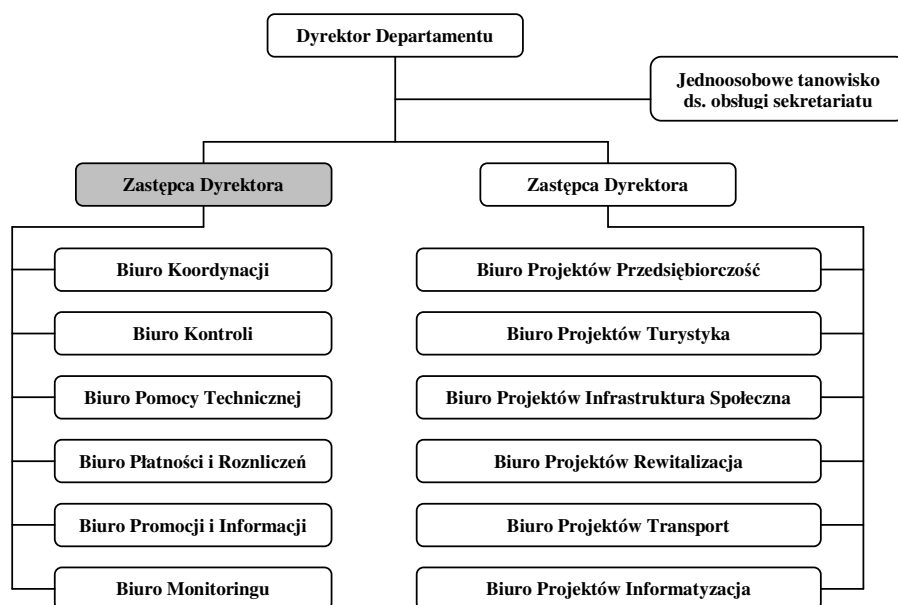 Dyrektor Departamentu
Jednoosobowe tanowisko
ds. obsługi sekretariatu
Zastępca Dyrektora
Zastępca Dyrektora
Biuro Koordynacji
Biuro Projektów Przedsiębiorczość
Biuro Kontroli
Biuro Projektów Turystyka
Biuro Pomocy Technicznej
Biuro Projektów Infrastruktura Społeczna
Biuro Płatności i Roznliczeń
Biuro Projektów Rewitalizacja
Biuro Promocji i Informacji
Biuro Projektów Transport
Biuro Monitoringu
Biuro Projektów Informatyzacja